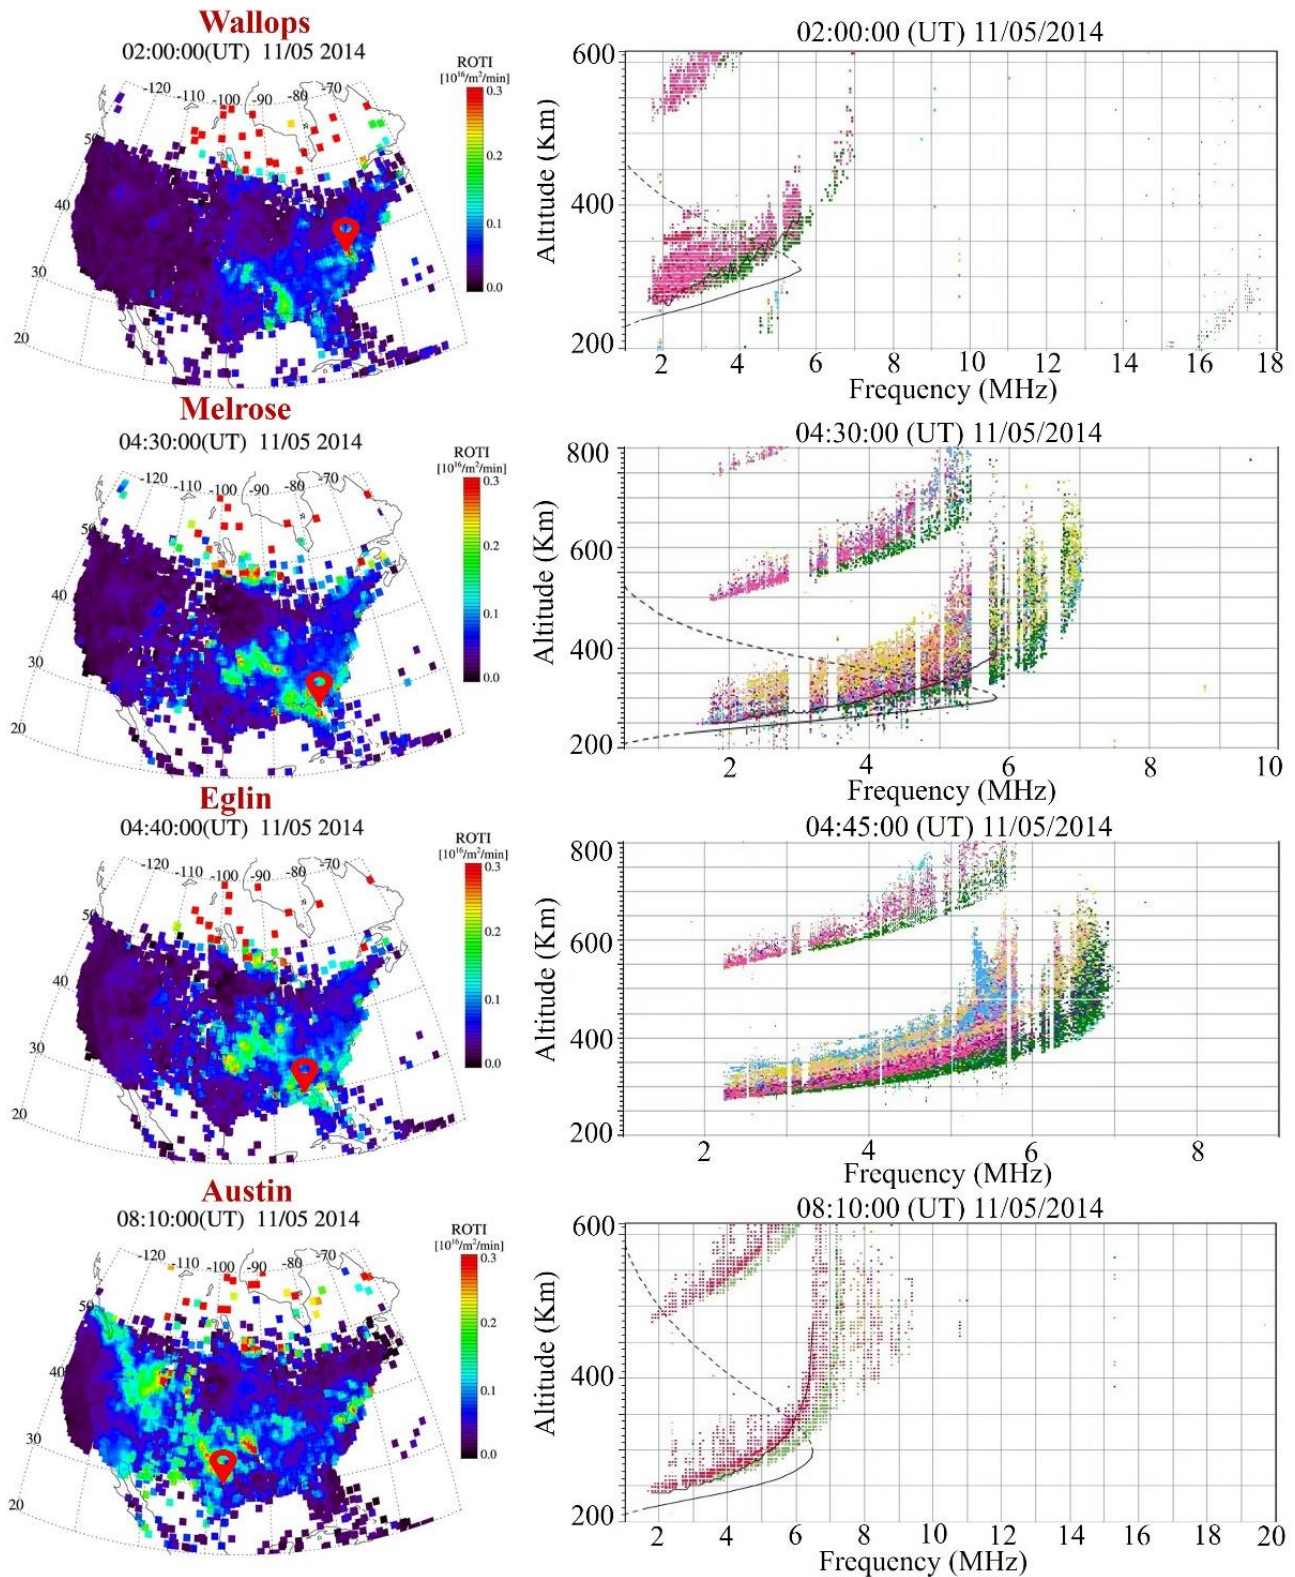 Wallops
02:00:00(UT) 11/05 2014
ROTI
[10¹⁶/m²/min]
-120 -110 -100 -90 -80 -70
50
40
30
20
0.3
0.2
0.1
0.0
02:00:00 (UT) 11/05/2014
Altitude (Km)
600
400
200
2 4 6 8 10 12 14 16 18
Frequency (MHz)
Melrose
04:30:00(UT) 11/05 2014
ROTI
[10¹⁶/m²/min]
-120 -110 -100 -90 -80 -70
50
40
30
20
0.3
0.2
0.1
0.0
04:30:00 (UT) 11/05/2014
Altitude (Km)
800
600
400
200
2 4 6 8 10
Frequency (MHz)
Eglin
04:40:00(UT) 11/05 2014
ROTI
[10¹⁶/m²/min]
-120 -110 -100 -90 -80 -70
50
40
30
20
0.3
0.2
0.1
0.0
04:45:00 (UT) 11/05/2014
Altitude (Km)
800
600
400
200
2 4 5 6 8
Frequency (MHz)
Austin
08:10:00(UT) 11/05 2014
ROTI
[10¹⁶/m²/min]
-120 -110 -100 -90 -80 -70
50
40
30
20
0.3
0.2
0.1
0.0
08:10:00 (UT) 11/05/2014
Altitude (Km)
600
400
200
2 4 6 8 10 12 14 16 18 20
Frequency (MHz)